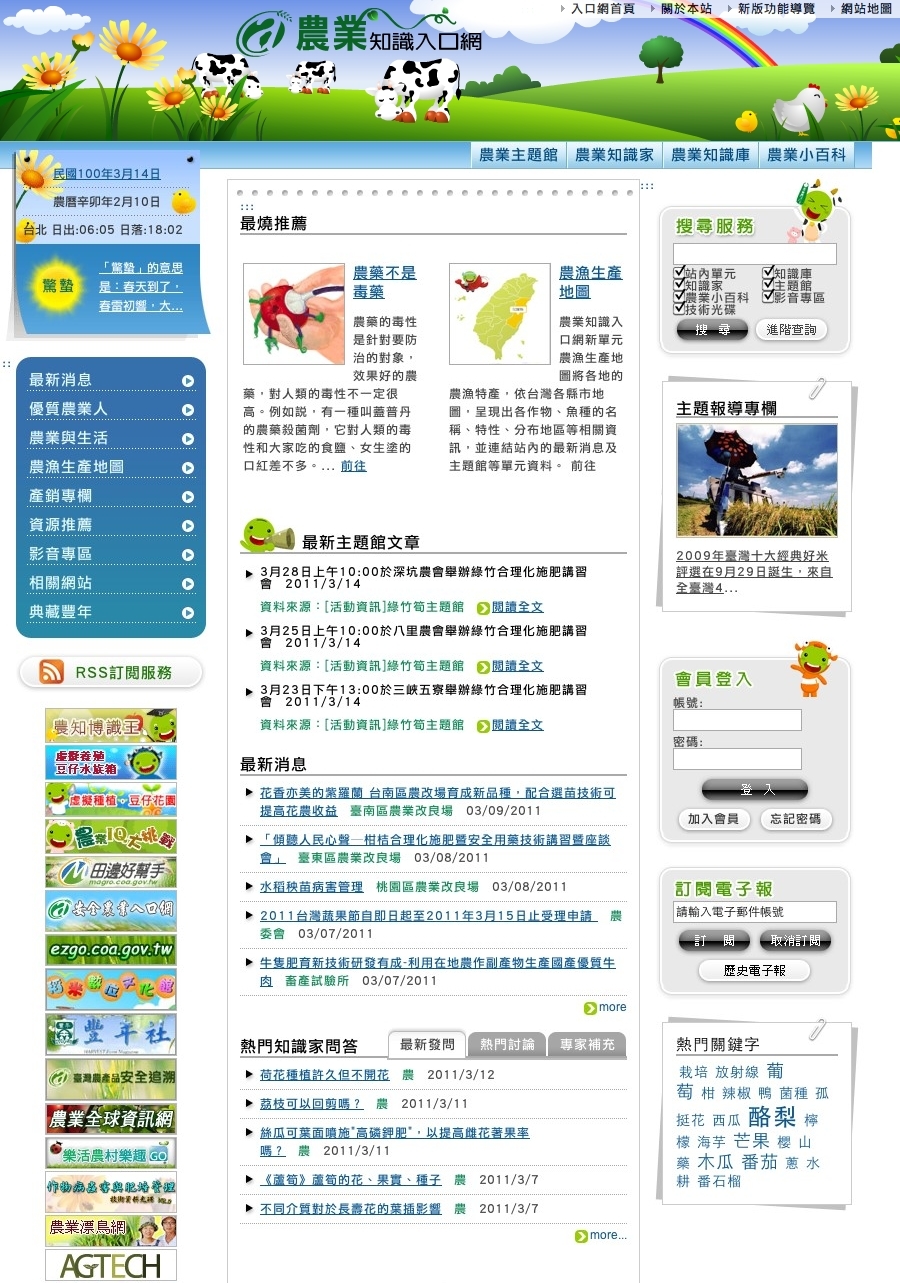 入口網首頁
關於本站
新版功能導覽
網站地圖
農業知識入口網
農業主題館
農業知識家
農業知識庫
農業小百科
民國100年3月14日
農曆辛卯年2月10日
台北 日出:06:05 日落:18:02
驚蟄
「驚蟄」的意思
是：春天到了，
春雷初響，大...
最新消息
優質農業人
農業與生活
農漁生產地圖
產銷專欄
資源推薦
影音專區
相關網站
典藏豐年
RSS訂閱服務
農知博識王
虛擬養殖
豆仔水族箱
虛擬種植‧豆仔花園
農業IQ大挑戰
田邊好幫手
magro.coa.gov.tw
安全農業入口網
ezgo.coa.gov.tw
農業數位文化館
豐年社
HARVEST Farm Magazine
臺灣農產品安全追溯
農業全球資訊網
樂活農村樂趣GO
作物病蟲害與肥培管理
技術資料光碟
農業漂鳥網
AGTECH
最燒推薦
農藥不是
毒藥
農藥的毒性
是針對要防
治的對象，
效果好的農
藥，對人類的毒性不一定很
高。例如說，有一種叫蓋普丹
的農藥殺菌劑，它對人類的毒
性和大家吃的食鹽、女生塗的
口紅差不多。... 前往
農漁生產
地圖
農業知識入
口網新單元
農漁生產地
圖將各地的
農漁特產，依台灣各縣市地
圖，呈現出各作物、魚種的名
稱、特性、分布地區等相關資
訊，並連結站內的最新消息及
主題館等單元資料。 前往
最新主題館文章
3月28日上午10:00於深坑農會舉辦綠竹合理化施肥講習
會 2011/3/14
資料來源：[活動資訊]綠竹筍主題館 閱讀全文
3月25日上午10:00於八里農會舉辦綠竹合理化施肥講習
會 2011/3/14
資料來源：[活動資訊]綠竹筍主題館 閱讀全文
3月23日下午13:00於三峽五寮舉辦綠竹合理化施肥講習
會 2011/3/14
資料來源：[活動資訊]綠竹筍主題館 閱讀全文
最新消息
花香亦美的紫羅蘭 台南區農改場育成新品種，配合選苗技術可
提高花農收益 臺南區農業改良場 03/09/2011
「傾聽人民心聲─柑桔合理化施肥暨安全用藥技術講習暨座談
會」 臺東區農業改良場 03/08/2011
水稻秧苗病害管理 桃園區農業改良場 03/08/2011
2011台灣蔬果節自即日起至2011年3月15日止受理申請 農
委會 03/07/2011
牛隻肥育新技術研發有成-利用在地農作副產物生產國產優質牛
肉 畜產試驗所 03/07/2011
more
熱門知識家問答
最新發問
熱門討論
專家補充
荷花種植許久但不開花 農 2011/3/12
荔枝可以回剪嗎？ 農 2011/3/11
絲瓜可葉面噴施"高磷鉀肥"，以提高雌花著果率
嗎？ 農 2011/3/11
《蘆筍》蘆筍的花、果實、種子 農 2011/3/7
不同介質對於長壽花的葉插影響 農 2011/3/7
more...
搜尋服務
站內單元 知識庫
知識家 主題館
農業小百科 影音專區
技術光碟
搜 尋
進階查詢
主題報導專欄
2009年臺灣十大經典好米
評選在9月29日誕生，來自
全臺灣4...
會員登入
帳號:
密碼:
登 入
加入會員
忘記密碼
訂閱電子報
請輸入電子郵件帳號
訂 閱
取消訂閱
歷史電子報
熱門關鍵字
栽培 放射線 葡
萄 柑 辣椒 鴨 菌種 孤
挺花 西瓜 酪梨 檸
檬 海芋 芒果 櫻 山
藥 木瓜 番茄 蔥 水
耕 番石榴